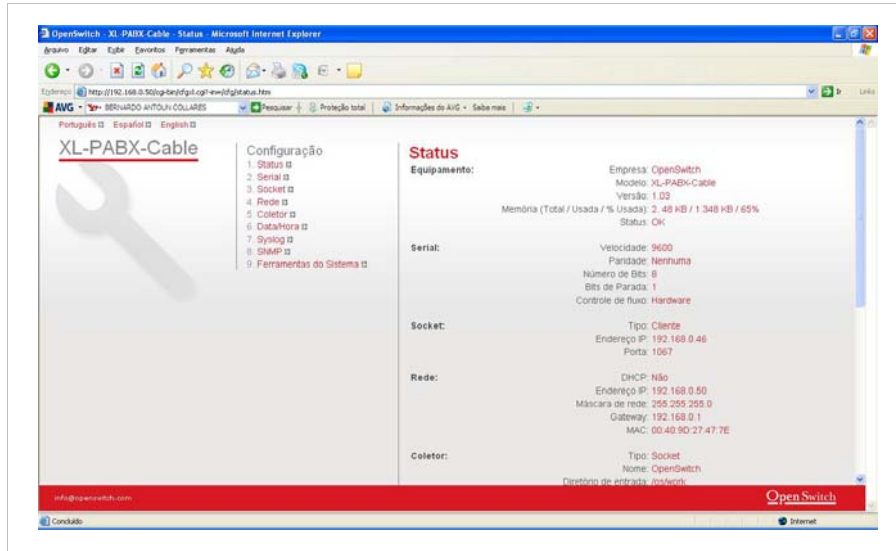 OpenSwitch - XL-PABX-Cable - Status - Microsoft Internet Explorer
Arquivo Editar Exibir Favoritos Ferramentas Ajuda
Endereço http://192.168.0.50/cgi-bin/ Ir Links
AVG BERNARDO ANTOUN COLLARES Pesquisar Proteção total Informações do AVG Saiba mais
Português Español English
XL-PABX-Cable
Configuração
1. Status
2. Serial
3. Socket
4. Rede
5. Coletor
6. Data/Hora
7. Syslog
8. SNMP
9. Ferramentas do Sistema
Status
Equipamento: Empresa: OpenSwitch
Modelo: XL-PABX-Cable
Versão: 1.03
Memória (Total / Usada / % Usada): 2. 48 KB / 1.348 KB / 65%
Status: OK
Serial: Velocidade: 9600
Paridade: Nenhuma
Número de Bits: 8
Bits de Parada: 1
Controle de fluxo: Hardware
Socket: Tipo: Cliente
Endereço IP: 192.168.0.46
Porta: 1067
Rede: DHCP: Não
Endereço IP: 192.168.0.50
Máscara de rede: 255.255.255.0
Gateway: 192.168.0.1
MAC: 00:40:9D:27:47:7E
Coletor: Tipo: Socket
Nome: OpenSwitch
Diretório de entrada: /os/work
info@openswitch.com
Open Switch
Concluído Internet